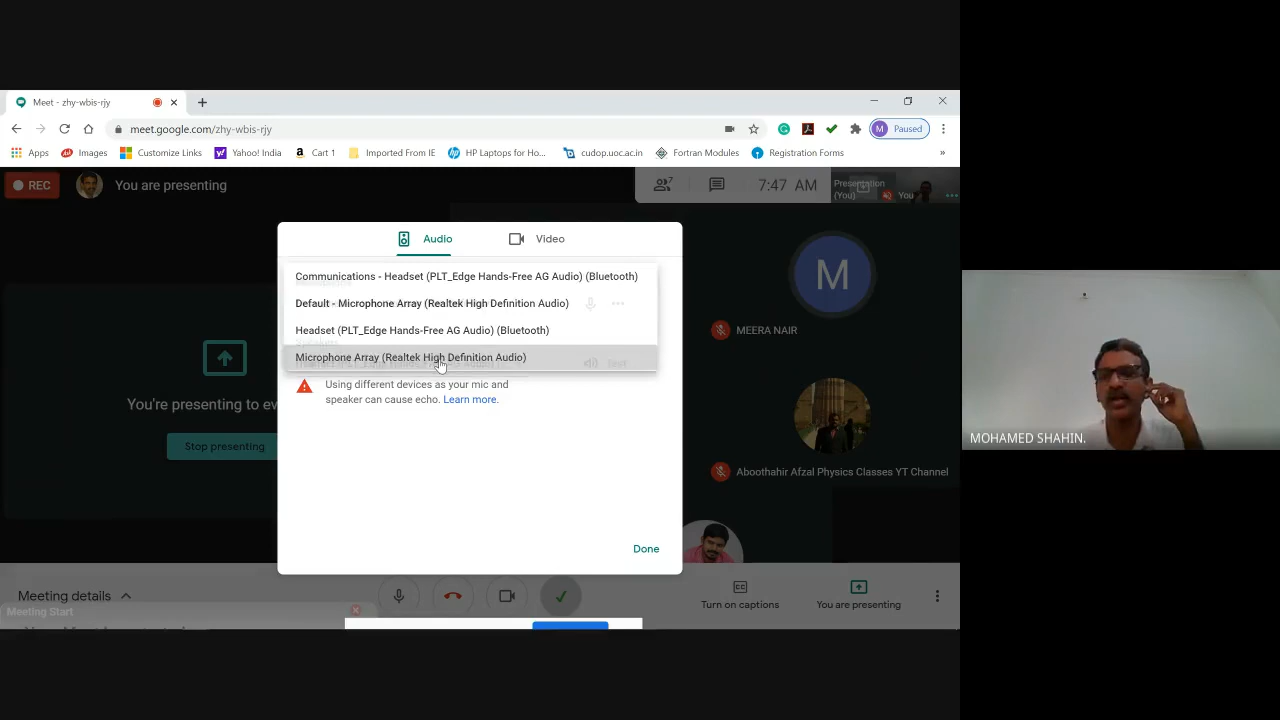 Meet - zhy-wbis-rjy
meet.google.com/zhy-wbis-rjy
M Paused
Apps Images Customize Links Yahoo! India Cart 1 Imported From IE HP Laptops for Ho... cudop.uoc.ac.in Fortran Modules Registration Forms »
REC You are presenting
7
7:47 AM
Presentation
(You)
You
Audio Video
Communications - Headset (PLT_Edge Hands-Free AG Audio) (Bluetooth)
Microphone
Default - Microphone Array (Realtek High Definition Audio)
Headset (PLT_Edge Hands-Free AG Audio) (Bluetooth)
Speakers
Microphone Array (Realtek High Definition Audio)
Test
Using different devices as your mic and
speaker can cause echo. Learn more.
You're presenting to ev
Stop presenting
Done
M
MEERA NAIR
Aboothahir Afzal Physics Classes YT Channel
MOHAMED SHAHIN.
Meeting details
CC
Turn on captions
You are presenting
Meeting Start